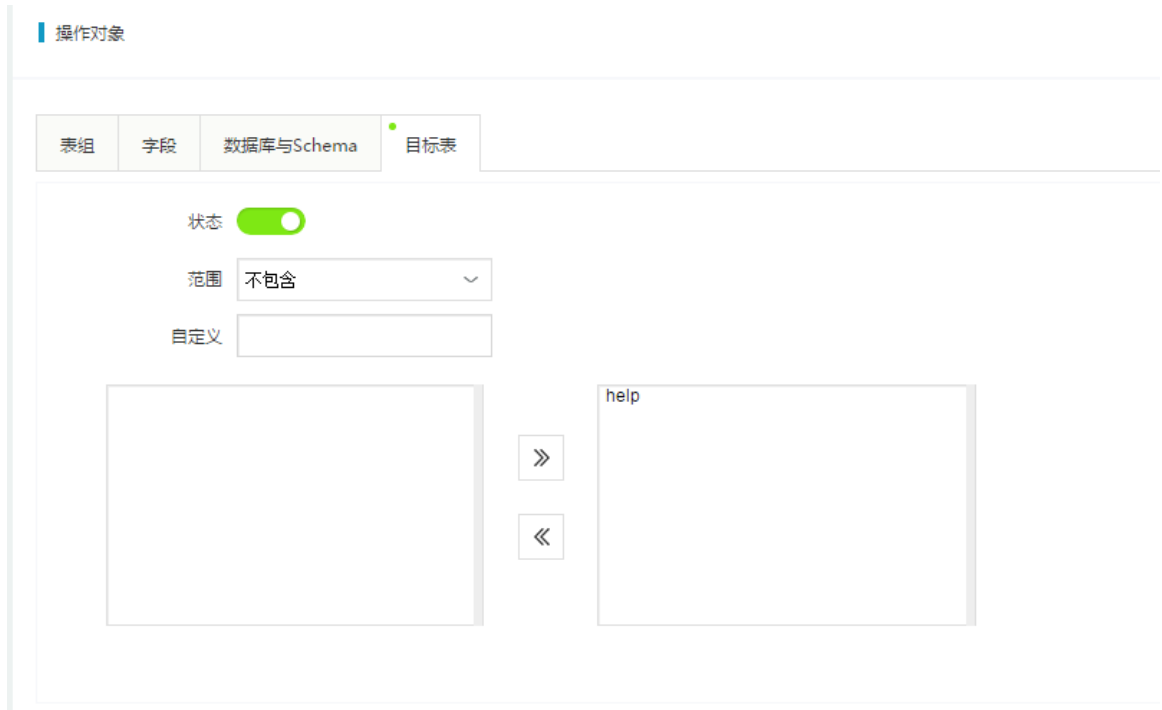 操作对象
表组 字段 数据库与Schema 目标表
状态
范围 不包含
自定义
help